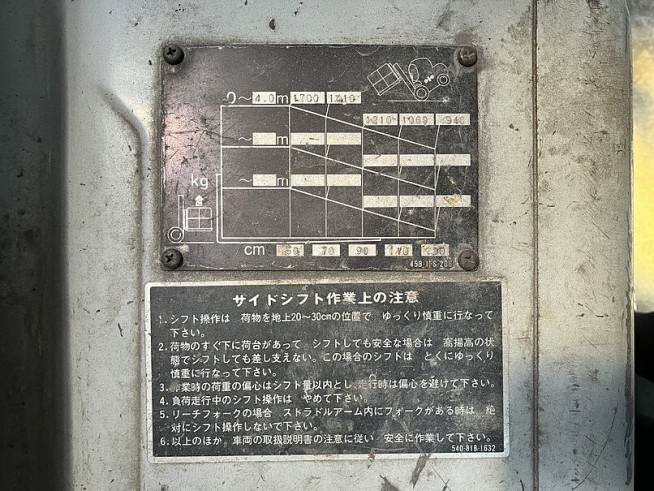 0～4.0m 1700 1410
1210 1069 940
～ m
～ m
kg
cm 50 70 90 110
サイドシフト作業上の注意
1. シフト操作は 荷物を地上20～30cmの位置で ゆっくり慎重に行なって
下さい。
2. 荷物のすぐ下に荷台があって シフトしても安全な場合は 高揚高の状
態でシフトしても差し支えない。この場合のシフトは とくにゆっくり
慎重に行なって下さい。
3. 作業時の荷重の偏心はシフト量以内とし、走行時は偏心を避けて下さい。
4. 負荷走行中のシフト操作は やめて下さい。
5. リーチフォークの場合 ストラドルアーム内にフォークがある時は 絶
対にシフト操作しないで下さい。
6. 以上のほか、車両の取扱説明書の注意に従い 安全に作業して下さい。
540-818-1632